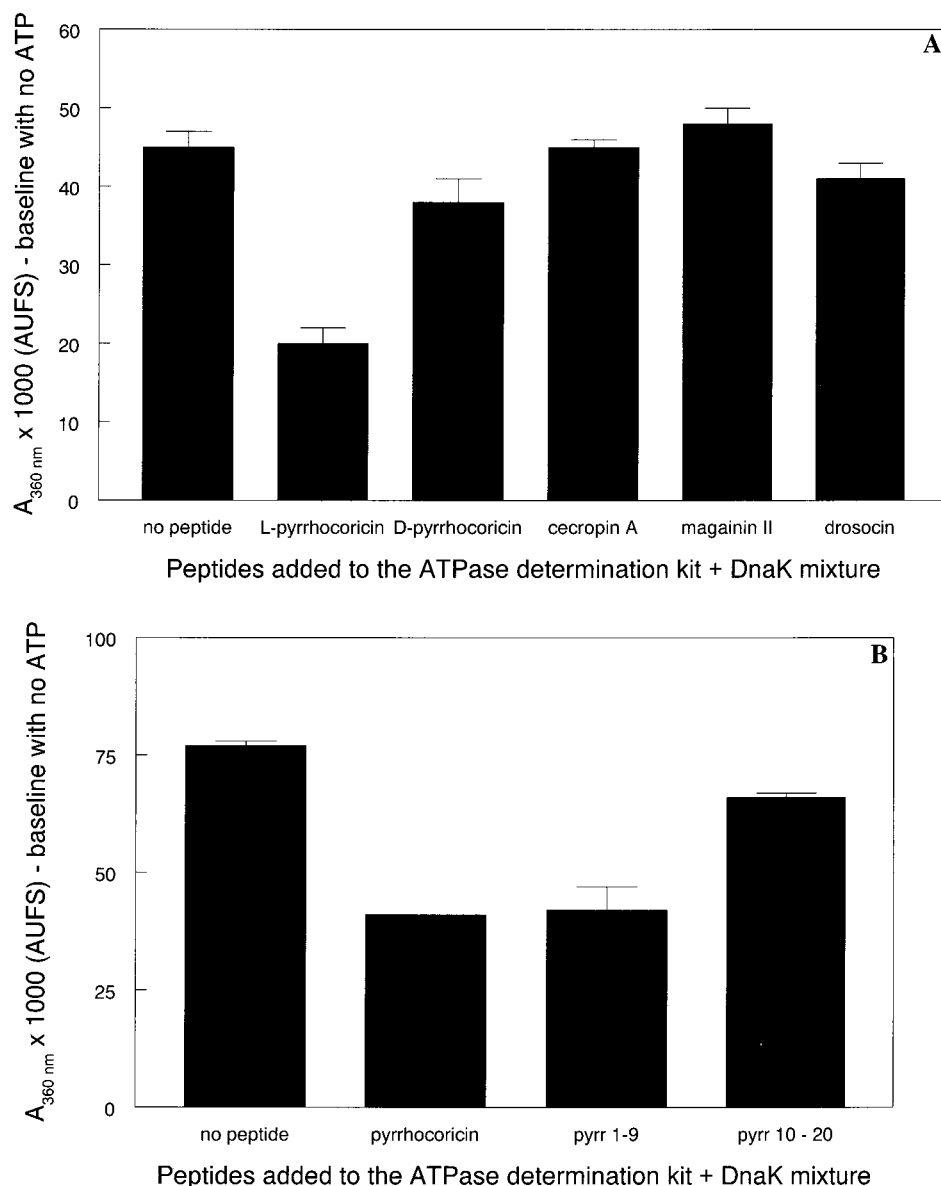 A
A360 nm x 1000 (AUFS) - baseline with no ATP
60
50
40
30
20
10
0
no peptide L-pyrrhocoricin D-pyrrhocoricin cecropin A magainin II drosocin
Peptides added to the ATPase determination kit + DnaK mixture
B
A360 nm x 1000 (AUFS) - baseline with no ATP
100
75
50
25
0
no peptide pyrrhocoricin pyrr 1-9 pyrr 10 - 20
Peptides added to the ATPase determination kit + DnaK mixture